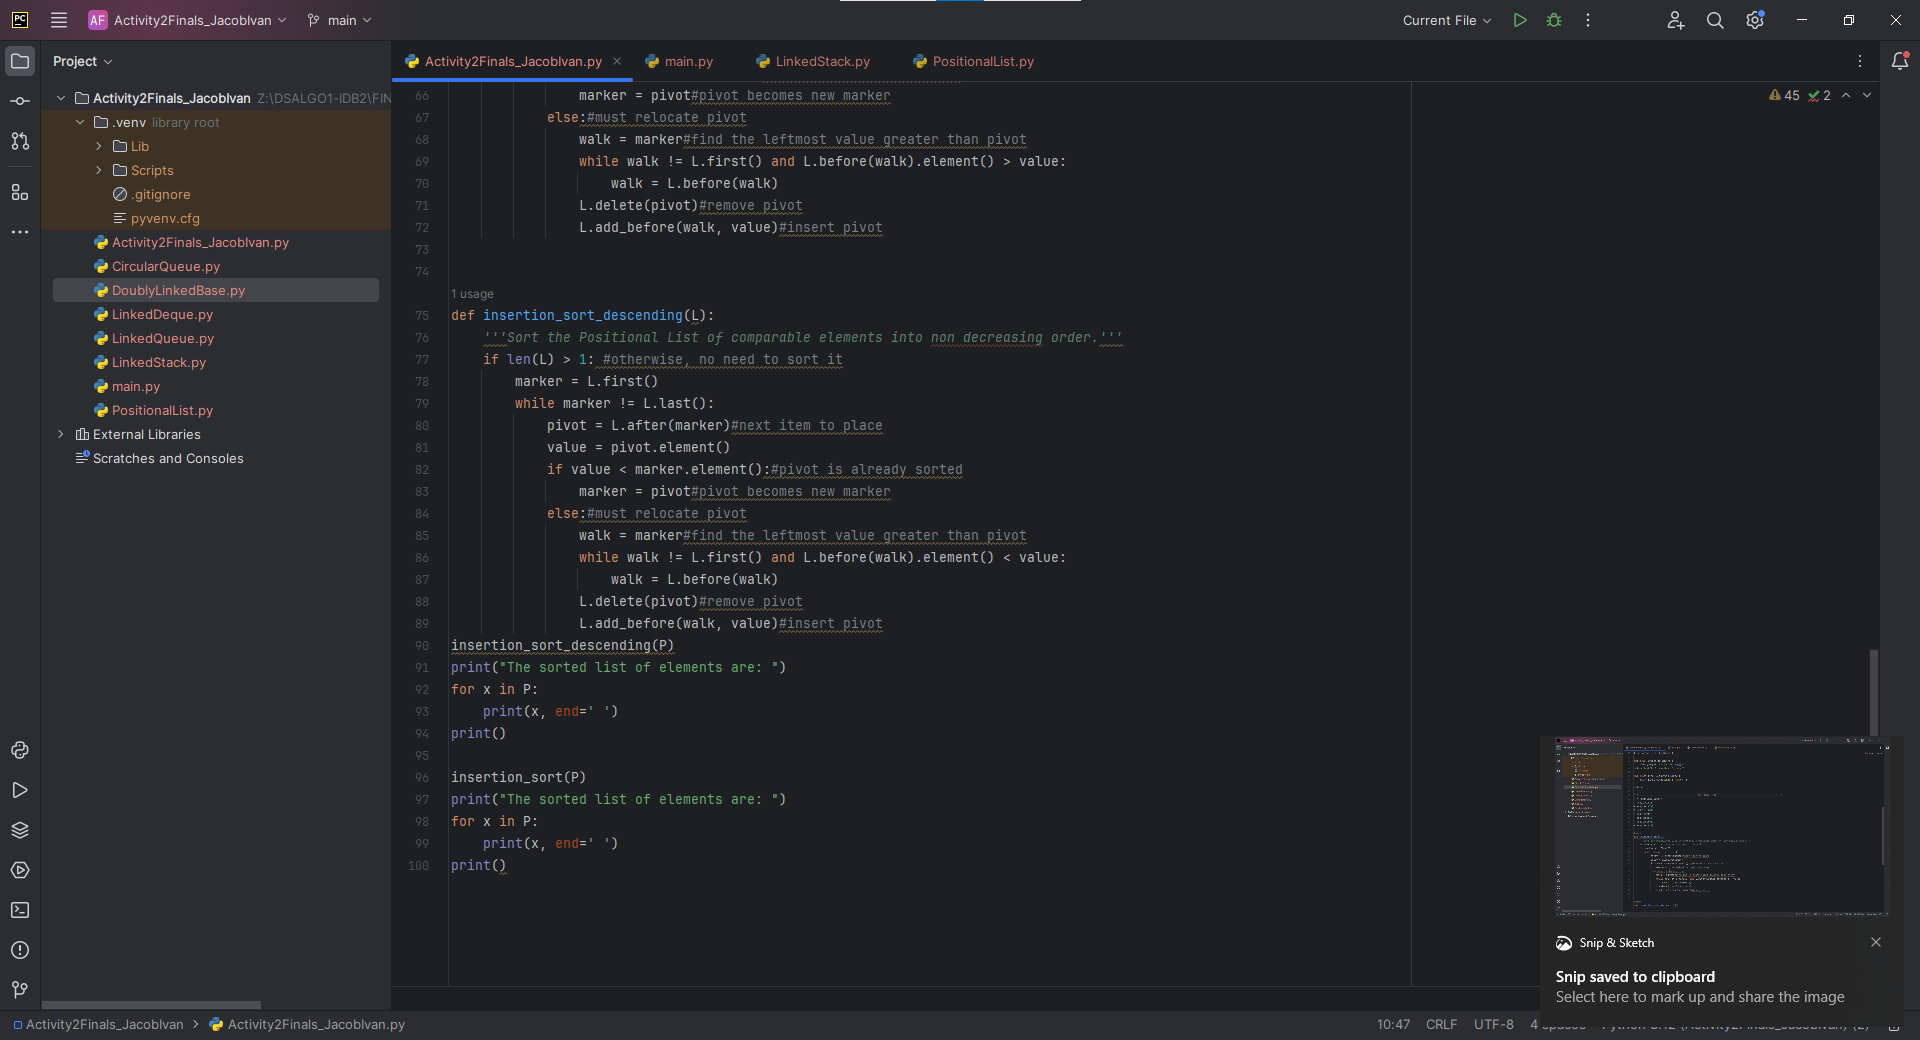 PC
AF Activity2Finals_JacobIvan
main
Current File
Project
Activity2Finals_JacobIvan.py
main.py
LinkedStack.py
PositionalList.py
Activity2Finals_JacobIvan Z:\DSALGO1-IDB2\FIN
.venv library root
Lib
Scripts
.gitignore
pyvenv.cfg
Activity2Finals_JacobIvan.py
CircularQueue.py
DoublyLinkedBase.py
LinkedDeque.py
LinkedQueue.py
LinkedStack.py
main.py
PositionalList.py
External Libraries
Scratches and Consoles
45 2
66 marker = pivot#pivot becomes new marker
67 else:#must relocate pivot
68 walk = marker#find the leftmost value greater than pivot
69 while walk != L.first() and L.before(walk).element() > value:
70 walk = L.before(walk)
71 L.delete(pivot)#remove pivot
72 L.add_before(walk, value)#insert pivot
73
74
1 usage
75 def insertion_sort_descending(L):
76 '''Sort the Positional List of comparable elements into non decreasing order.'''
77 if len(L) > 1: #otherwise, no need to sort it
78 marker = L.first()
79 while marker != L.last():
80 pivot = L.after(marker)#next item to place
81 value = pivot.element()
82 if value < marker.element():#pivot is already sorted
83 marker = pivot#pivot becomes new marker
84 else:#must relocate pivot
85 walk = marker#find the leftmost value greater than pivot
86 while walk != L.first() and L.before(walk).element() < value:
87 walk = L.before(walk)
88 L.delete(pivot)#remove pivot
89 L.add_before(walk, value)#insert pivot
90 insertion_sort_descending(P)
91 print("The sorted list of elements are: ")
92 for x in P:
93 print(x, end=' ')
94 print()
95
96 insertion_sort(P)
97 print("The sorted list of elements are: ")
98 for x in P:
99 print(x, end=' ')
100 print()
Snip & Sketch
Snip saved to clipboard
Select here to mark up and share the image
Activity2Finals_JacobIvan > Activity2Finals_JacobIvan.py
10:47 CRLF UTF-8 4 spaces